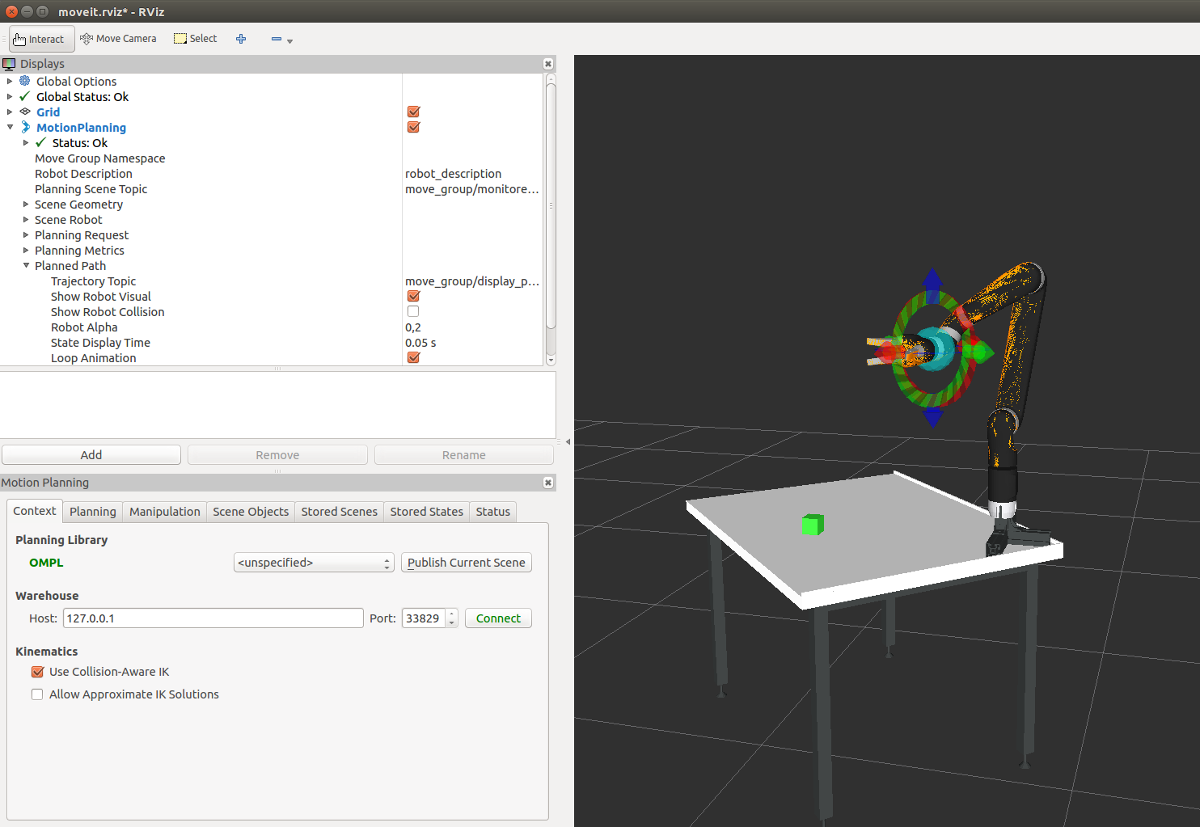 moveit.rviz* - RViz
Interact Move Camera Select
Displays
Global Options
Global Status: Ok
Grid
MotionPlanning
Status: Ok
Move Group Namespace
Robot Description robot_description
Planning Scene Topic move_group/monitore...
Scene Geometry
Scene Robot
Planning Request
Planning Metrics
Planned Path
Trajectory Topic move_group/display_p...
Show Robot Visual
Show Robot Collision
Robot Alpha 0,2
State Display Time 0.05 s
Loop Animation
Add Remove Rename
Motion Planning
Context Planning Manipulation Scene Objects Stored Scenes Stored States Status
Planning Library
OMPL <unspecified> Publish Current Scene
Warehouse
Host: 127.0.0.1 Port: 33829 Connect
Kinematics
Use Collision-Aware IK
Allow Approximate IK Solutions